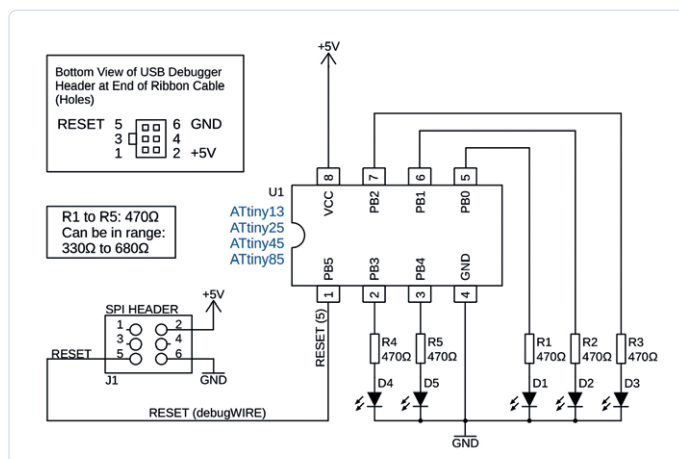 +5V
Bottom View of USB Debugger
Header at End of Ribbon Cable
(Holes)
RESET 5 6 GND
3 4
1 2 +5V
8 7 6 5
U1
VCC PB2 PB1 PB0
ATtiny13
ATtiny25
ATtiny45
ATtiny85
R1 to R5: 470Ω
Can be in range:
330Ω to 680Ω
PB5 PB3 PB4 GND
1 2 3 4
+5V
SPI HEADER
1 2
3 4
RESET 5 6
J1 GND
RESET (5)
R4 470Ω
R5 470Ω
R1 470Ω
R2 470Ω
R3 470Ω
D4 D5 D1 D2 D3
RESET (debugWIRE)
GND